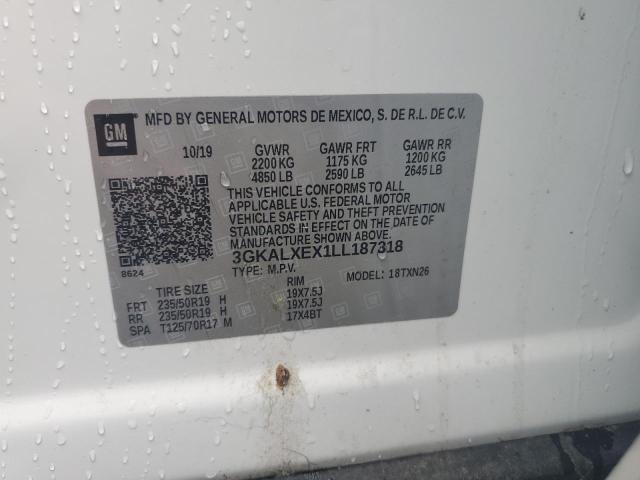 GM
MFD BY GENERAL MOTORS DE MEXICO, S. DE R.L. DE C.V.
10/19 GVWR GAWR FRT GAWR RR
2200 KG 1175 KG 1200 KG
4850 LB 2590 LB 2645 LB
THIS VEHICLE CONFORMS TO ALL
APPLICABLE U.S. FEDERAL MOTOR
VEHICLE SAFETY AND THEFT PREVENTION
STANDARDS IN EFFECT ON THE DATE OF
MANUFACTURE SHOWN ABOVE.
3GKALXEX1LL187318
8624
TYPE: M.P.V. MODEL: 18TXN26
TIRE SIZE RIM
FRT 235/50R19 H 19X7.5J
RR 235/50R19 H 19X7.5J
SPA T125/70R17 M 17X4BT